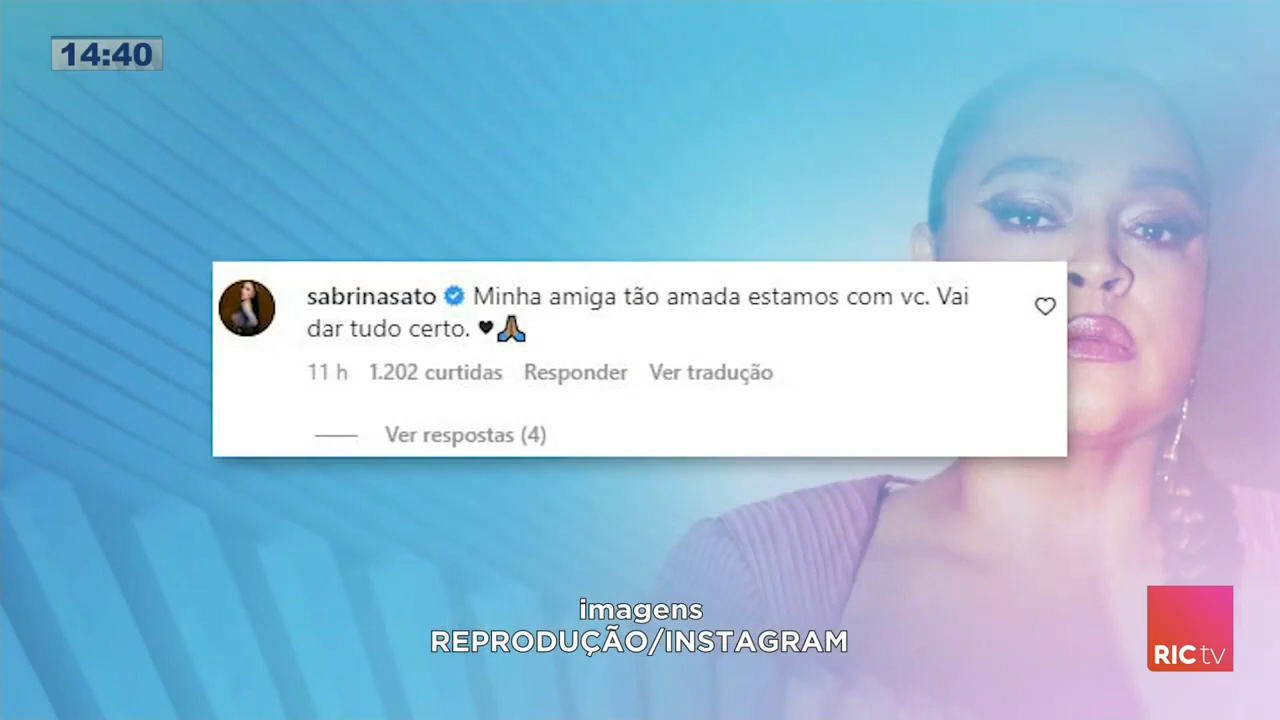 14:40
sabrinasato Minha amiga tão amada estamos com vc. Vai
dar tudo certo. 🖤🙏🏽
11 h 1.202 curtidas Responder Ver tradução
Ver respostas (4)
imagens
REPRODUÇÃO/INSTAGRAM
RIC tv